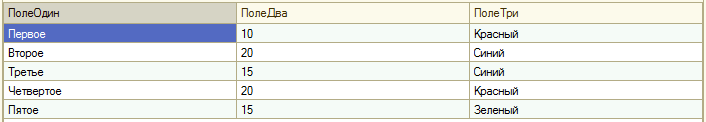 ПолеОдин ПолеДва ПолеТри
Первое 10 Красный
Второе 20 Синий
Третье 15 Синий
Четвертое 20 Красный
Пятое 15 Зеленый